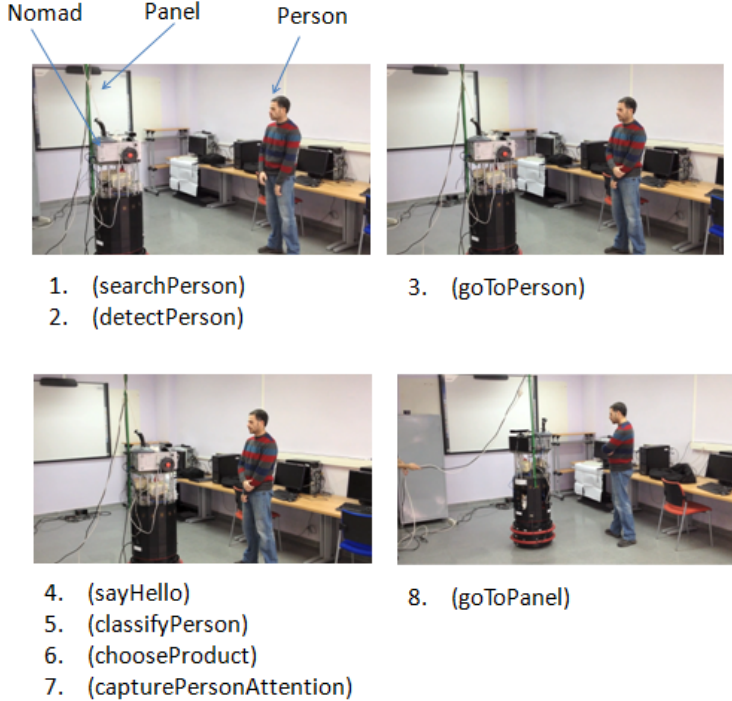 Nomad Panel Person
1. (searchPerson)
2. (detectPerson)
3. (goToPerson)
4. (sayHello)
5. (classifyPerson)
6. (chooseProduct)
7. (capturePersonAttention)
8. (goToPanel)